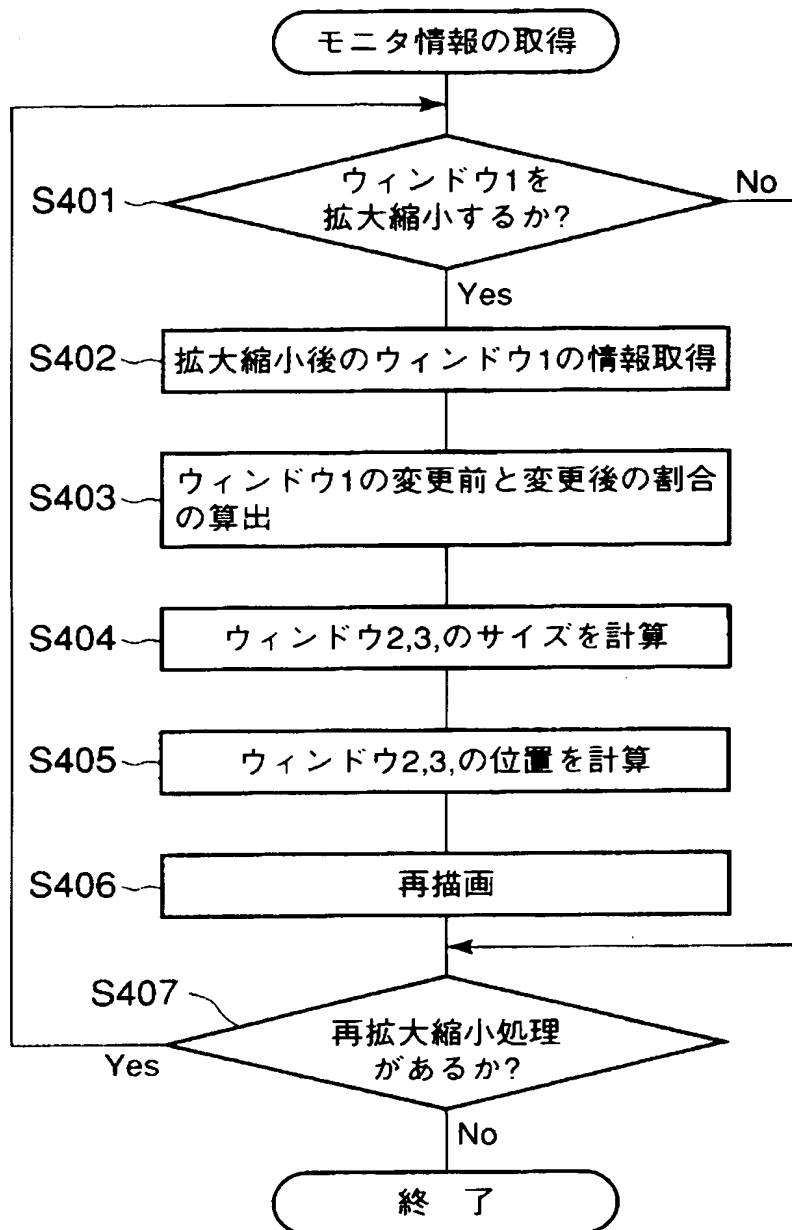 モニタ情報の取得
S401
ウィンドウ1を
拡大縮小するか?
No
Yes
S402
拡大縮小後のウィンドウ1の情報取得
S403
ウィンドウ1の変更前と変更後の割合
の算出
S404
ウィンドウ2,3,のサイズを計算
S405
ウィンドウ2,3,の位置を計算
S406
再描画
S407
再拡大縮小処理
があるか?
Yes
No
終 了